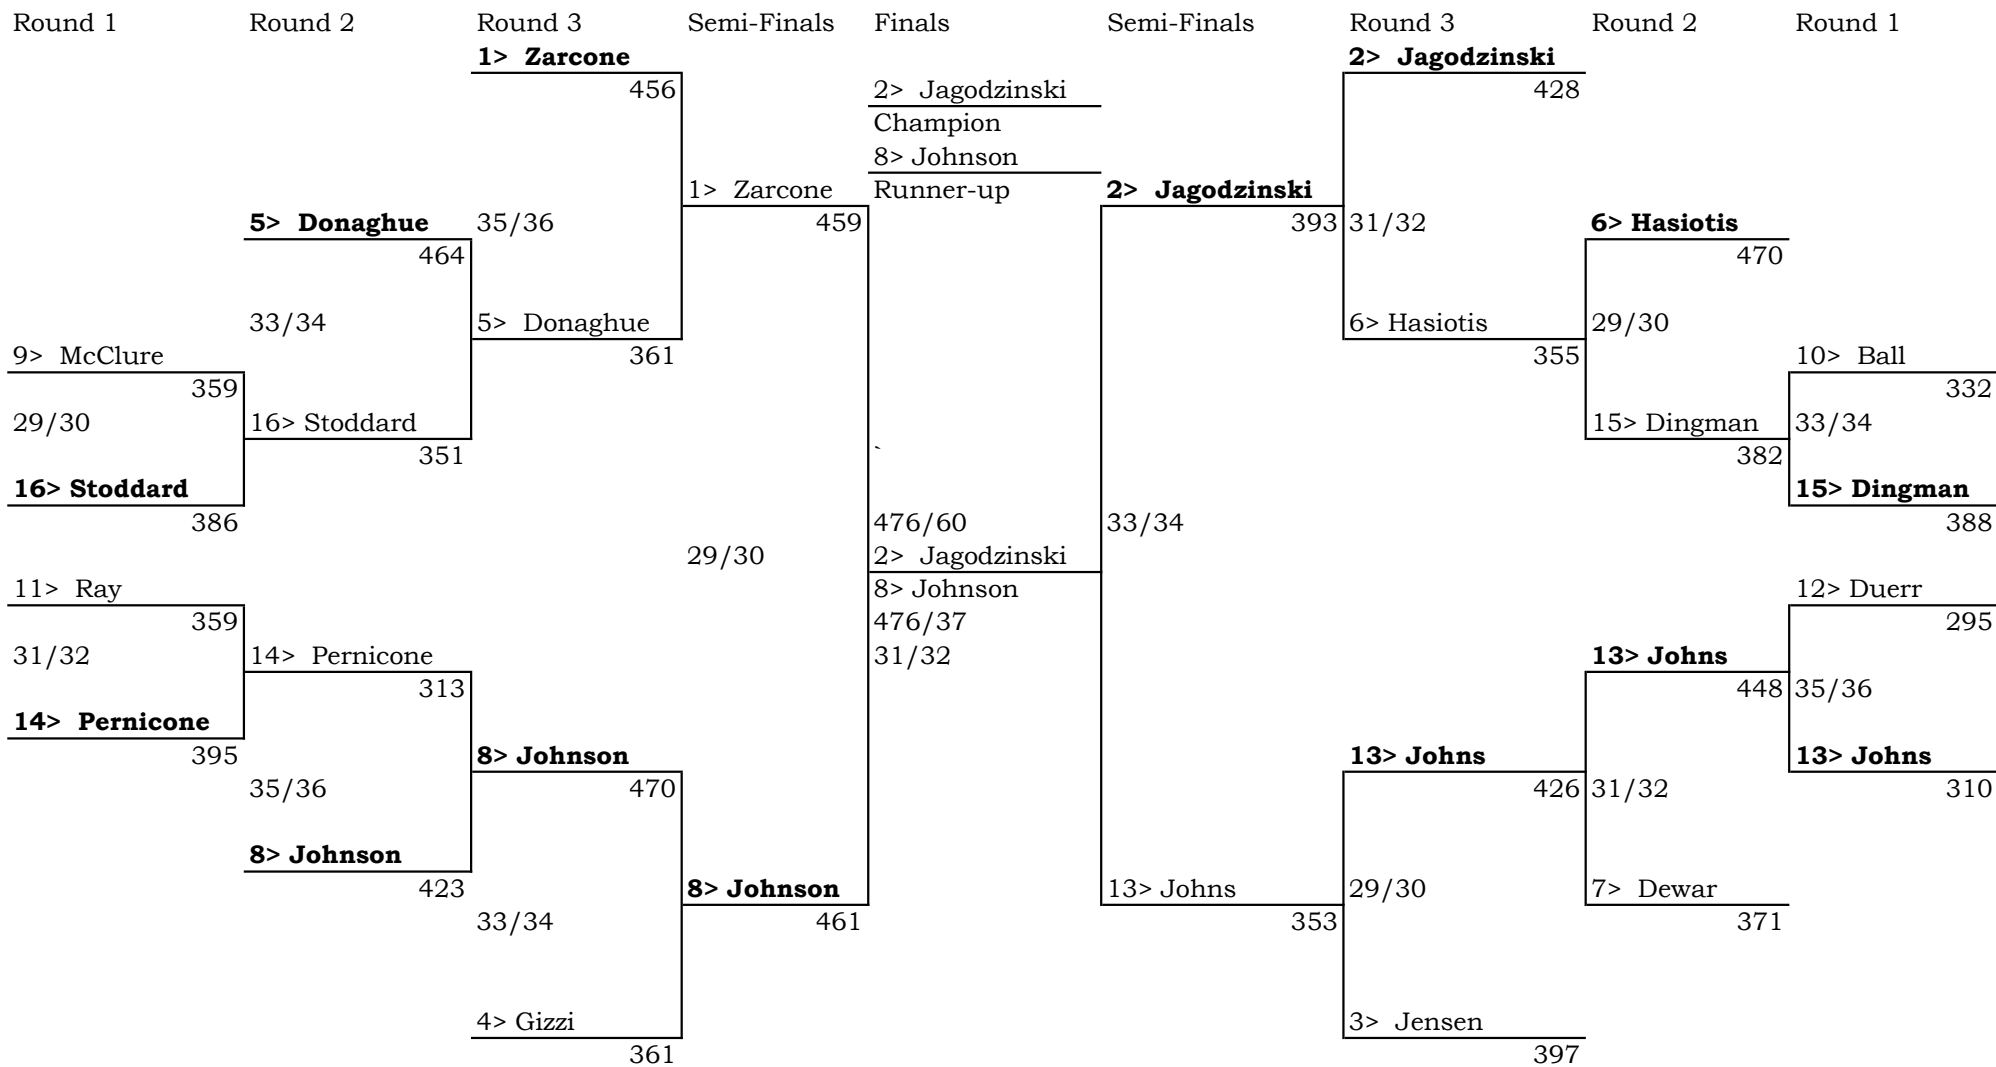 Round 1 Round 2 Round 3 Semi-Finals Finals Semi-Finals Round 3 Round 2 Round 1
1> Zarcone 2> Jagodzinski
456 2> Jagodzinski 428
Champion
8> Johnson
1> Zarcone Runner-up 2> Jagodzinski
5> Donaghue 35/36 459 393 31/32 6> Hasiotis
464 470
33/34 5> Donaghue 6> Hasiotis 29/30
9> McClure 361 355 10> Ball
359 332
29/30 16> Stoddard 15> Dingman 33/34
351 ` 382
16> Stoddard 15> Dingman
386 476/60 33/34 388
29/30 2> Jagodzinski
11> Ray 8> Johnson 12> Duerr
359 476/37 295
31/32 14> Pernicone 31/32 13> Johns
313 448 35/36
14> Pernicone
395 8> Johnson 13> Johns 13> Johns
35/36 470 426 31/32 310
8> Johnson
423 8> Johnson 13> Johns 29/30 7> Dewar
33/34 461 353 371
4> Gizzi 3> Jensen
361 397